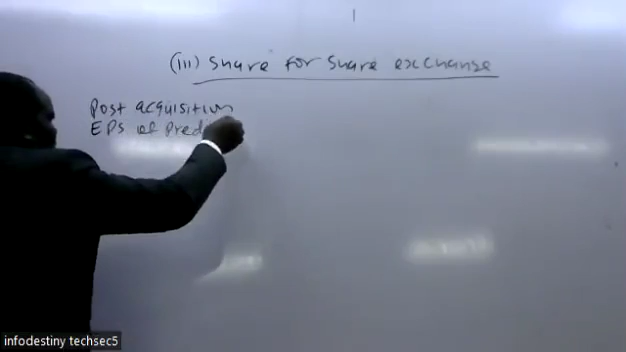 (iii) Share for Share exchange
Post acquisition
EPS of Pred
infodestiny techsec5